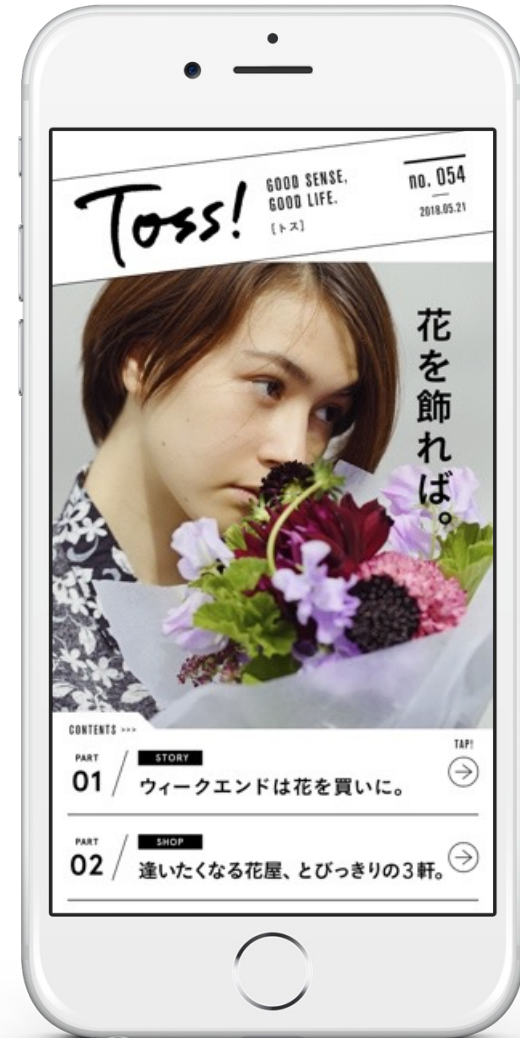 Toss!
GOOD SENSE,
GOOD LIFE.
[トス]
no. 054
2018.05.21
花を飾れば。
CONTENTS >>>
TAP!
PART
01
STORY
ウィークエンドは花を買いに。
PART
02
SHOP
逢いたくなる花屋、とびっきりの3軒。